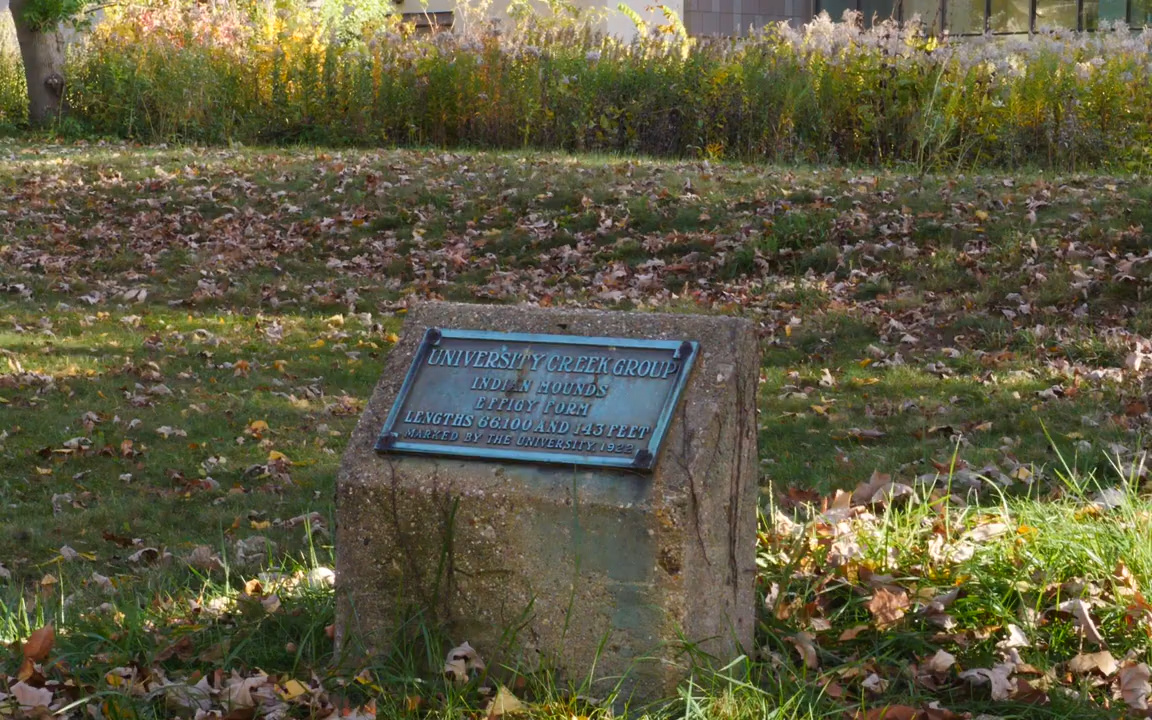 UNIVERSITY CREEK GROUP
INDIAN MOUNDS
EFFIGY FORM
LENGTHS 66,100 AND 143 FEET
MARKED BY THE UNIVERSITY, 1922